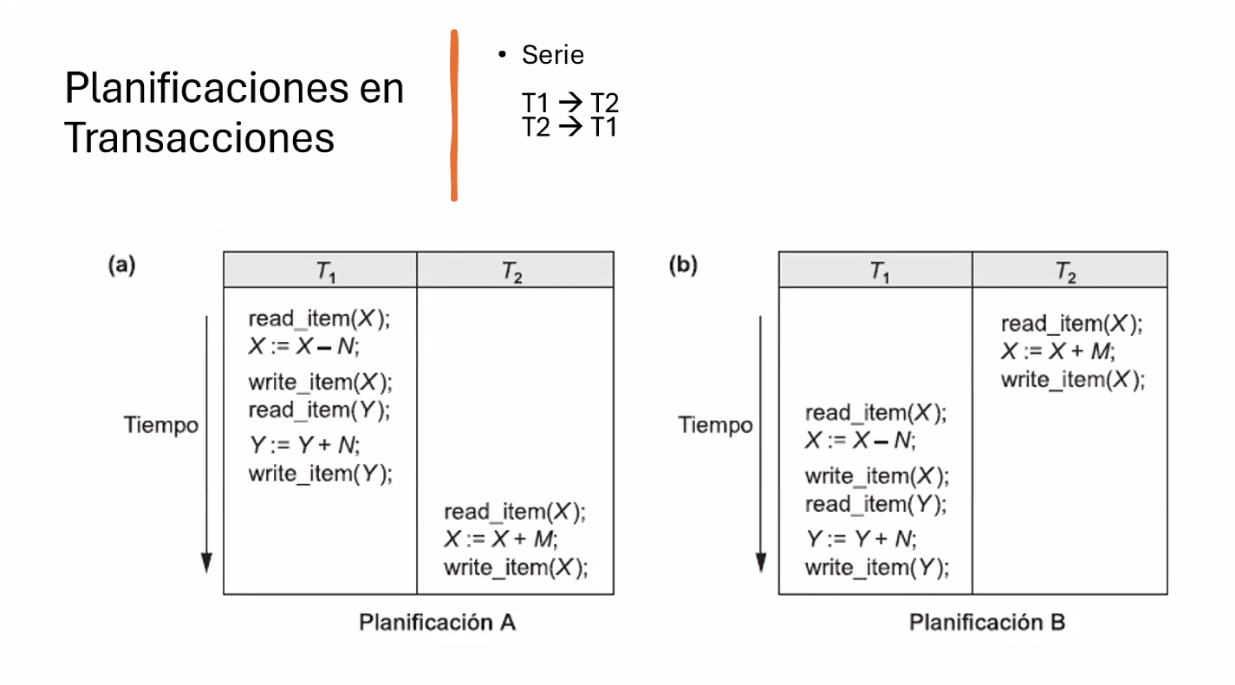 Planificaciones en
Transacciones
• Serie
T1 → T2
T2 → T1
(a)
T1
T2
read_item(X);
X := X – N;
write_item(X);
read_item(Y);
Y := Y + N;
write_item(Y);
read_item(X);
X := X + M;
write_item(X);
Tiempo
Planificación A
(b)
T1
T2
read_item(X);
X := X + M;
write_item(X);
read_item(X);
X := X – N;
write_item(X);
read_item(Y);
Y := Y + N;
write_item(Y);
Tiempo
Planificación B